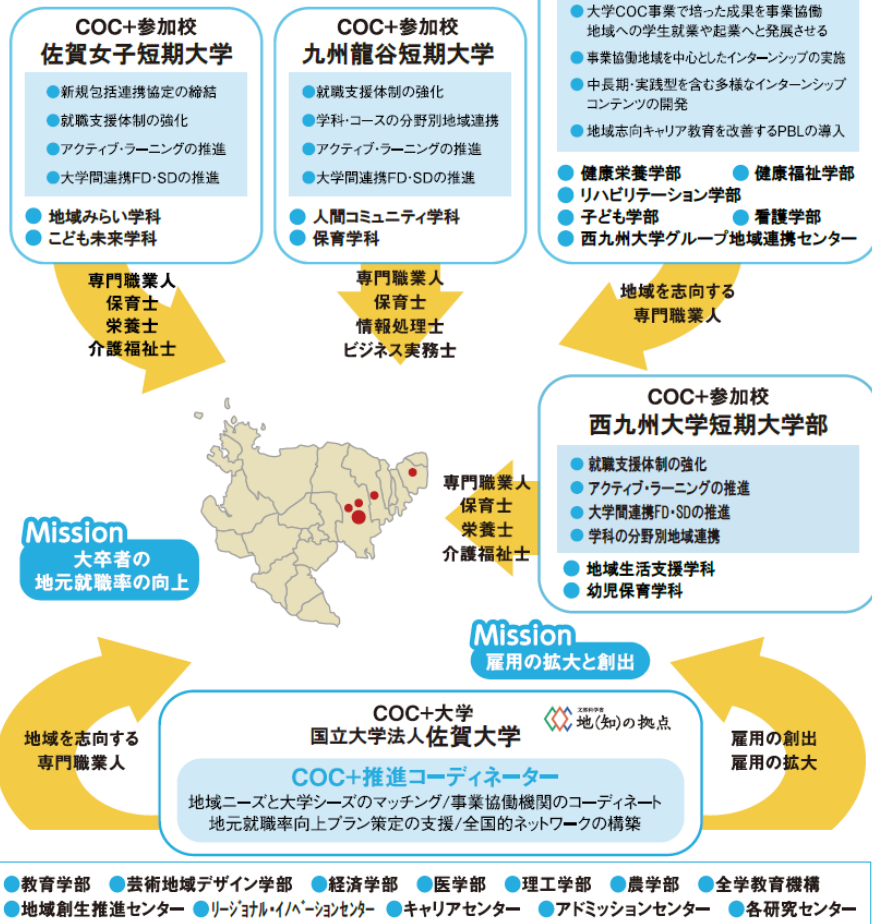 COC+参加校
佐賀女子短期大学
●新規包括連携協定の締結
●就職支援体制の強化
●アクティブ・ラーニングの推進
●大学間連携FD・SDの推進
● 地域みらい学科
● こども未来学科
COC+参加校
九州龍谷短期大学
●就職支援体制の強化
●学科・コースの分野別地域連携
●アクティブ・ラーニングの推進
●大学間連携FD・SDの推進
● 人間コミュニティ学科
● 保育学科
●大学COC事業で培った成果を事業協働
地域への学生就業や起業へと発展させる
●事業協働地域を中心としたインターンシップの実施
●中長期・実践型を含む多様なインターンシップ
コンテンツの開発
●地域志向キャリア教育を改善するPBLの導入
● 健康栄養学部 ● 健康福祉学部
● リハビリテーション学部
● 子ども学部 ● 看護学部
● 西九州大学グループ地域連携センター
専門職業人
保育士
栄養士
介護福祉士
専門職業人
保育士
情報処理士
ビジネス実務士
地域を志向する
専門職業人
COC+参加校
西九州大学短期大学部
● 就職支援体制の強化
● アクティブ・ラーニングの推進
● 大学間連携FD・SDの推進
● 学科の分野別地域連携
● 地域生活支援学科
● 幼児保育学科
専門職業人
保育士
栄養士
介護福祉士
Mission
大卒者の
地元就職率の向上
Mission
雇用の拡大と創出
地域を志向する
専門職業人
COC+大学
国立大学法人佐賀大学
文部科学省
地(知)の拠点
COC+推進コーディネーター
地域ニーズと大学シーズのマッチング/事業協働機関のコーディネート
地元就職率向上プラン策定の支援/全国的ネットワークの構築
雇用の創出
雇用の拡大
●教育学部 ●芸術地域デザイン学部 ●経済学部 ●医学部 ●理工学部 ●農学部 ●全学教育機構
●地域創生推進センター ●リージョナル・イノベーションセンター ●キャリアセンター ●アドミッションセンター ●各研究センター